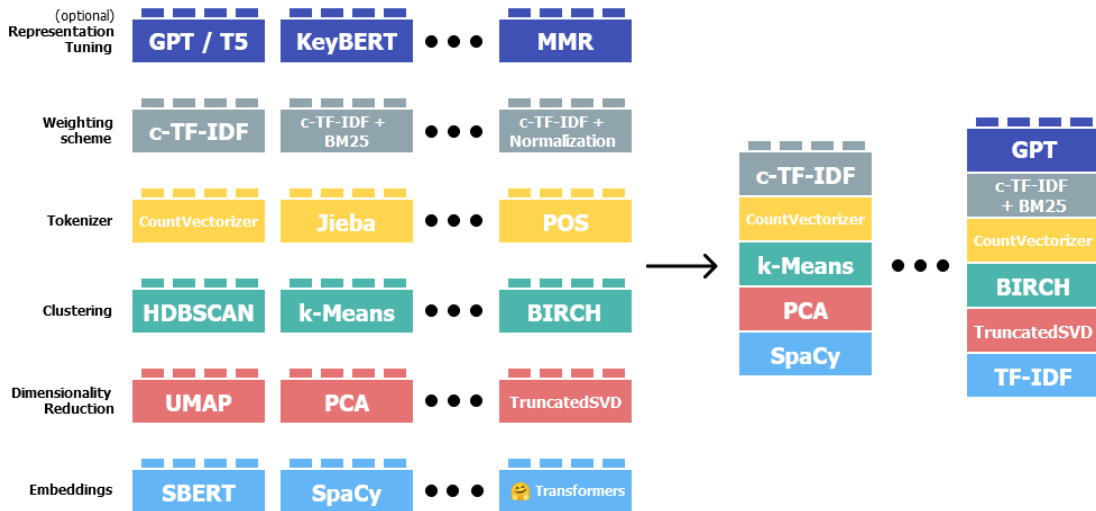 (optional)
Representation
Tuning
GPT / T5
KeyBERT
MMR
Weighting
scheme
c-TF-IDF
c-TF-IDF +
BM25
c-TF-IDF +
Normalization
Tokenizer
CountVectorizer
Jieba
POS
Clustering
HDBSCAN
k-Means
BIRCH
Dimensionality
Reduction
UMAP
PCA
TruncatedSVD
Embeddings
SBERT
SpaCy
🤗 Transformers
c-TF-IDF
CountVectorizer
k-Means
PCA
SpaCy
GPT
c-TF-IDF
+ BM25
CountVectorizer
BIRCH
TruncatedSVD
TF-IDF